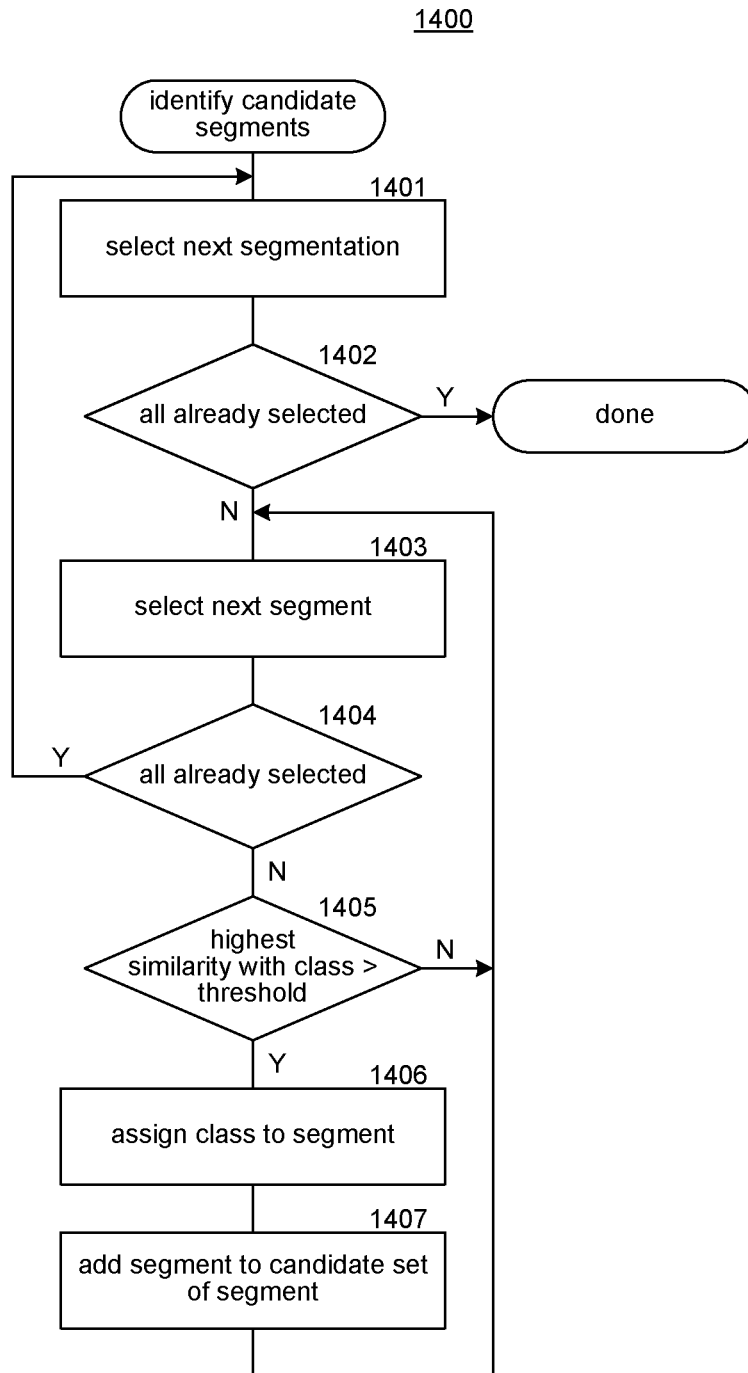 1400
identify candidate
segments
1401
select next segmentation
1402
all already selected
Y
done
N
1403
select next segment
1404
all already selected
Y
N
1405
highest
similarity with class >
threshold
N
Y
1406
assign class to segment
1407
add segment to candidate set
of segment